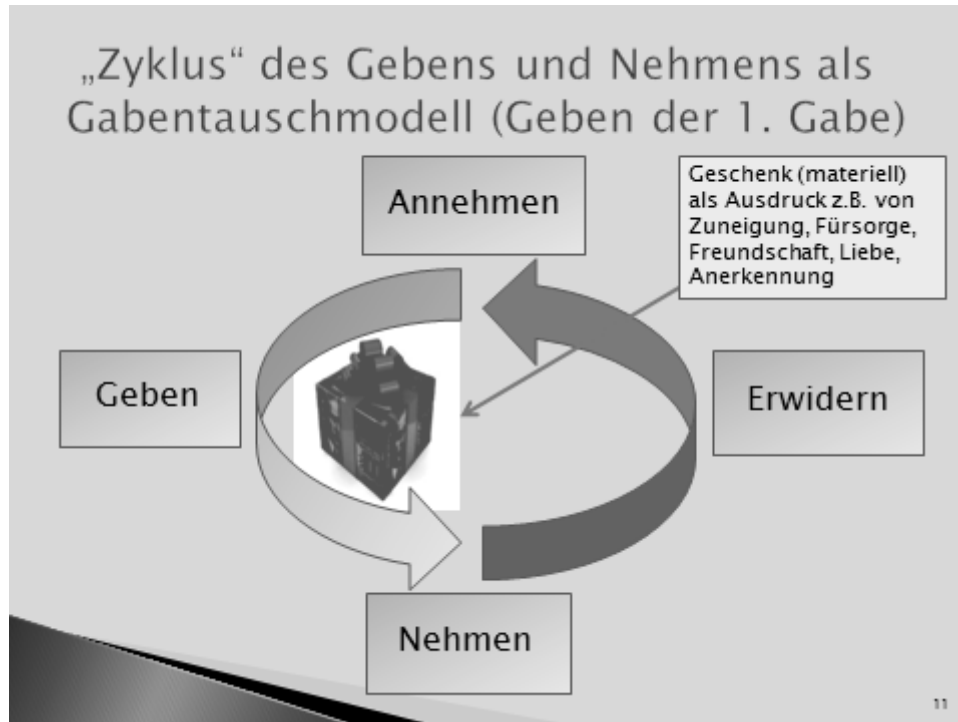 „Zyklus“ des Gebens und Nehmens als
Gabentauschmodell (Geben der 1. Gabe)
Annehmen
Geschenk (materiell)
als Ausdruck z.B. von
Zuneigung, Fürsorge,
Freundschaft, Liebe,
Anerkennung
Geben
Erwidern
Nehmen
11